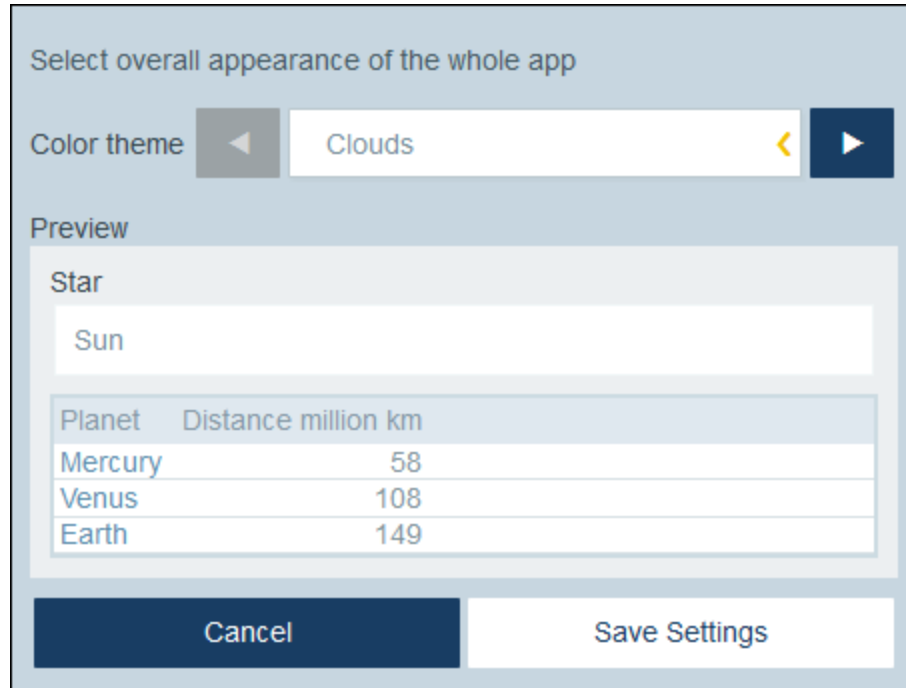 Select overall appearance of the whole app
Color theme Clouds
Preview
Star
Sun
Planet Distance million km
Mercury 58
Venus 108
Earth 149
Cancel Save Settings